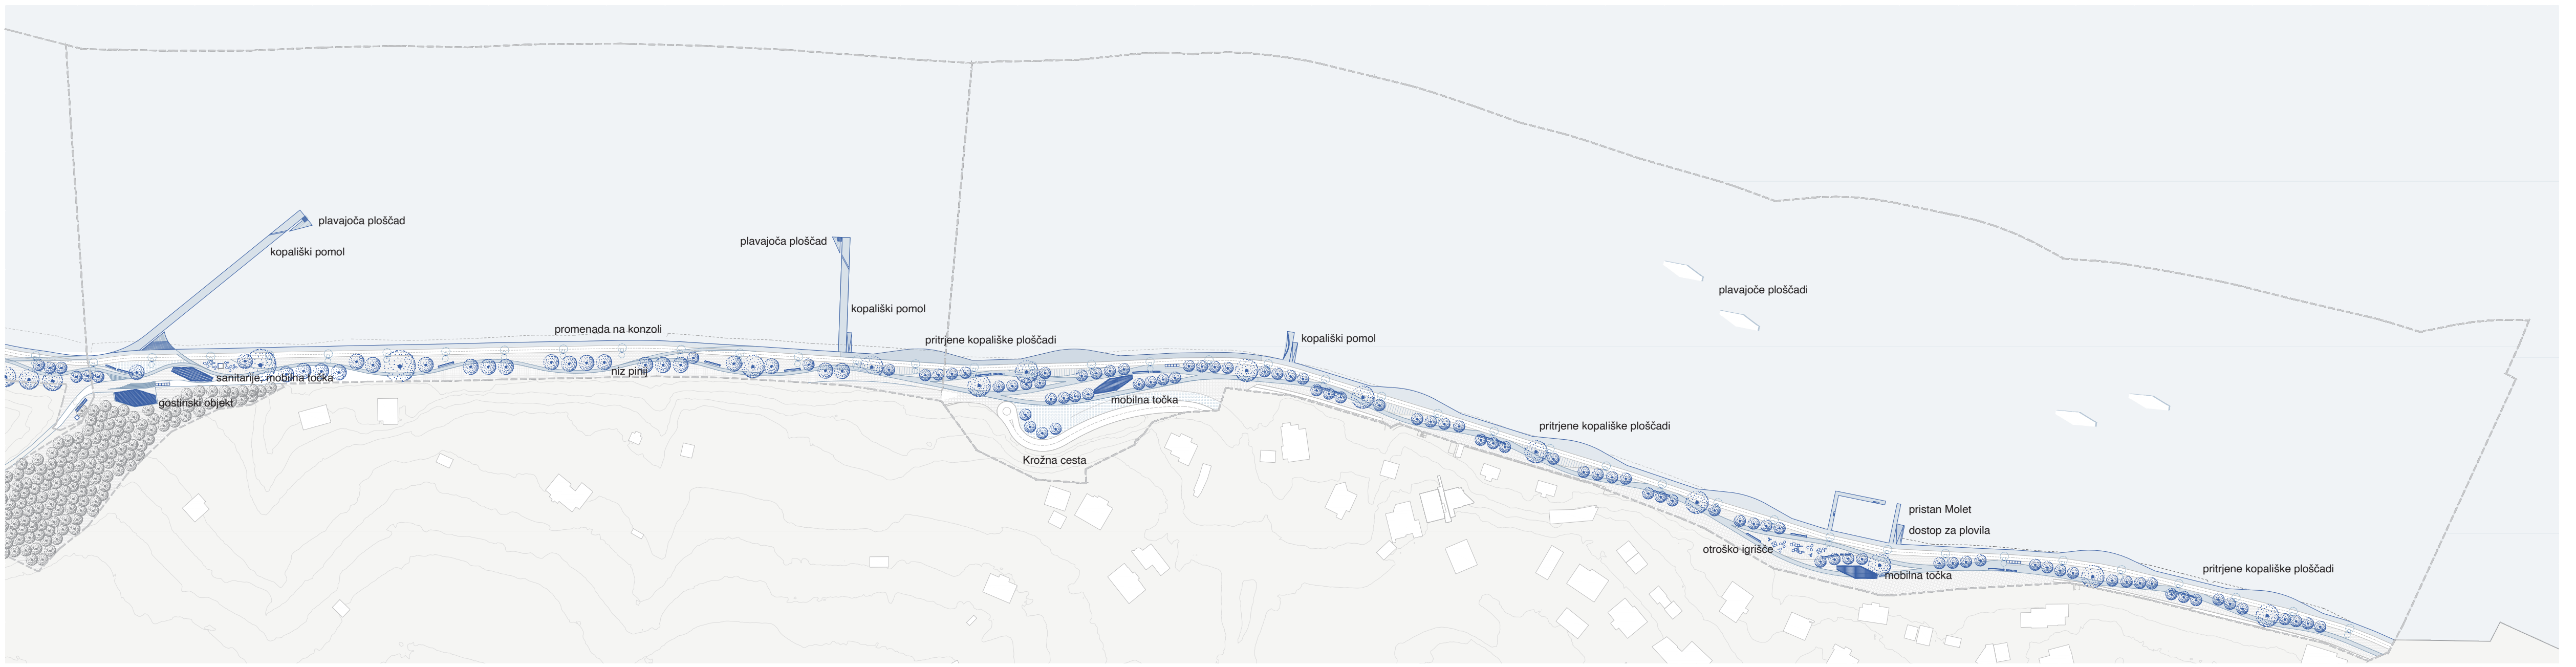 plavajoča ploščad
kopališki pomol
plavajoča ploščad
kopališki pomol
promenada na konzoli
pritrjene kopališke ploščadi
kopališki pomol
plavajoče ploščadi
niz pinij
sanitarije, mobilna točka
gostinski objekt
mobilna točka
Krožna cesta
pritrjene kopališke ploščadi
pristan Molet
dostop za plovila
otroško igrišče
mobilna točka
pritrjene kopališke ploščadi